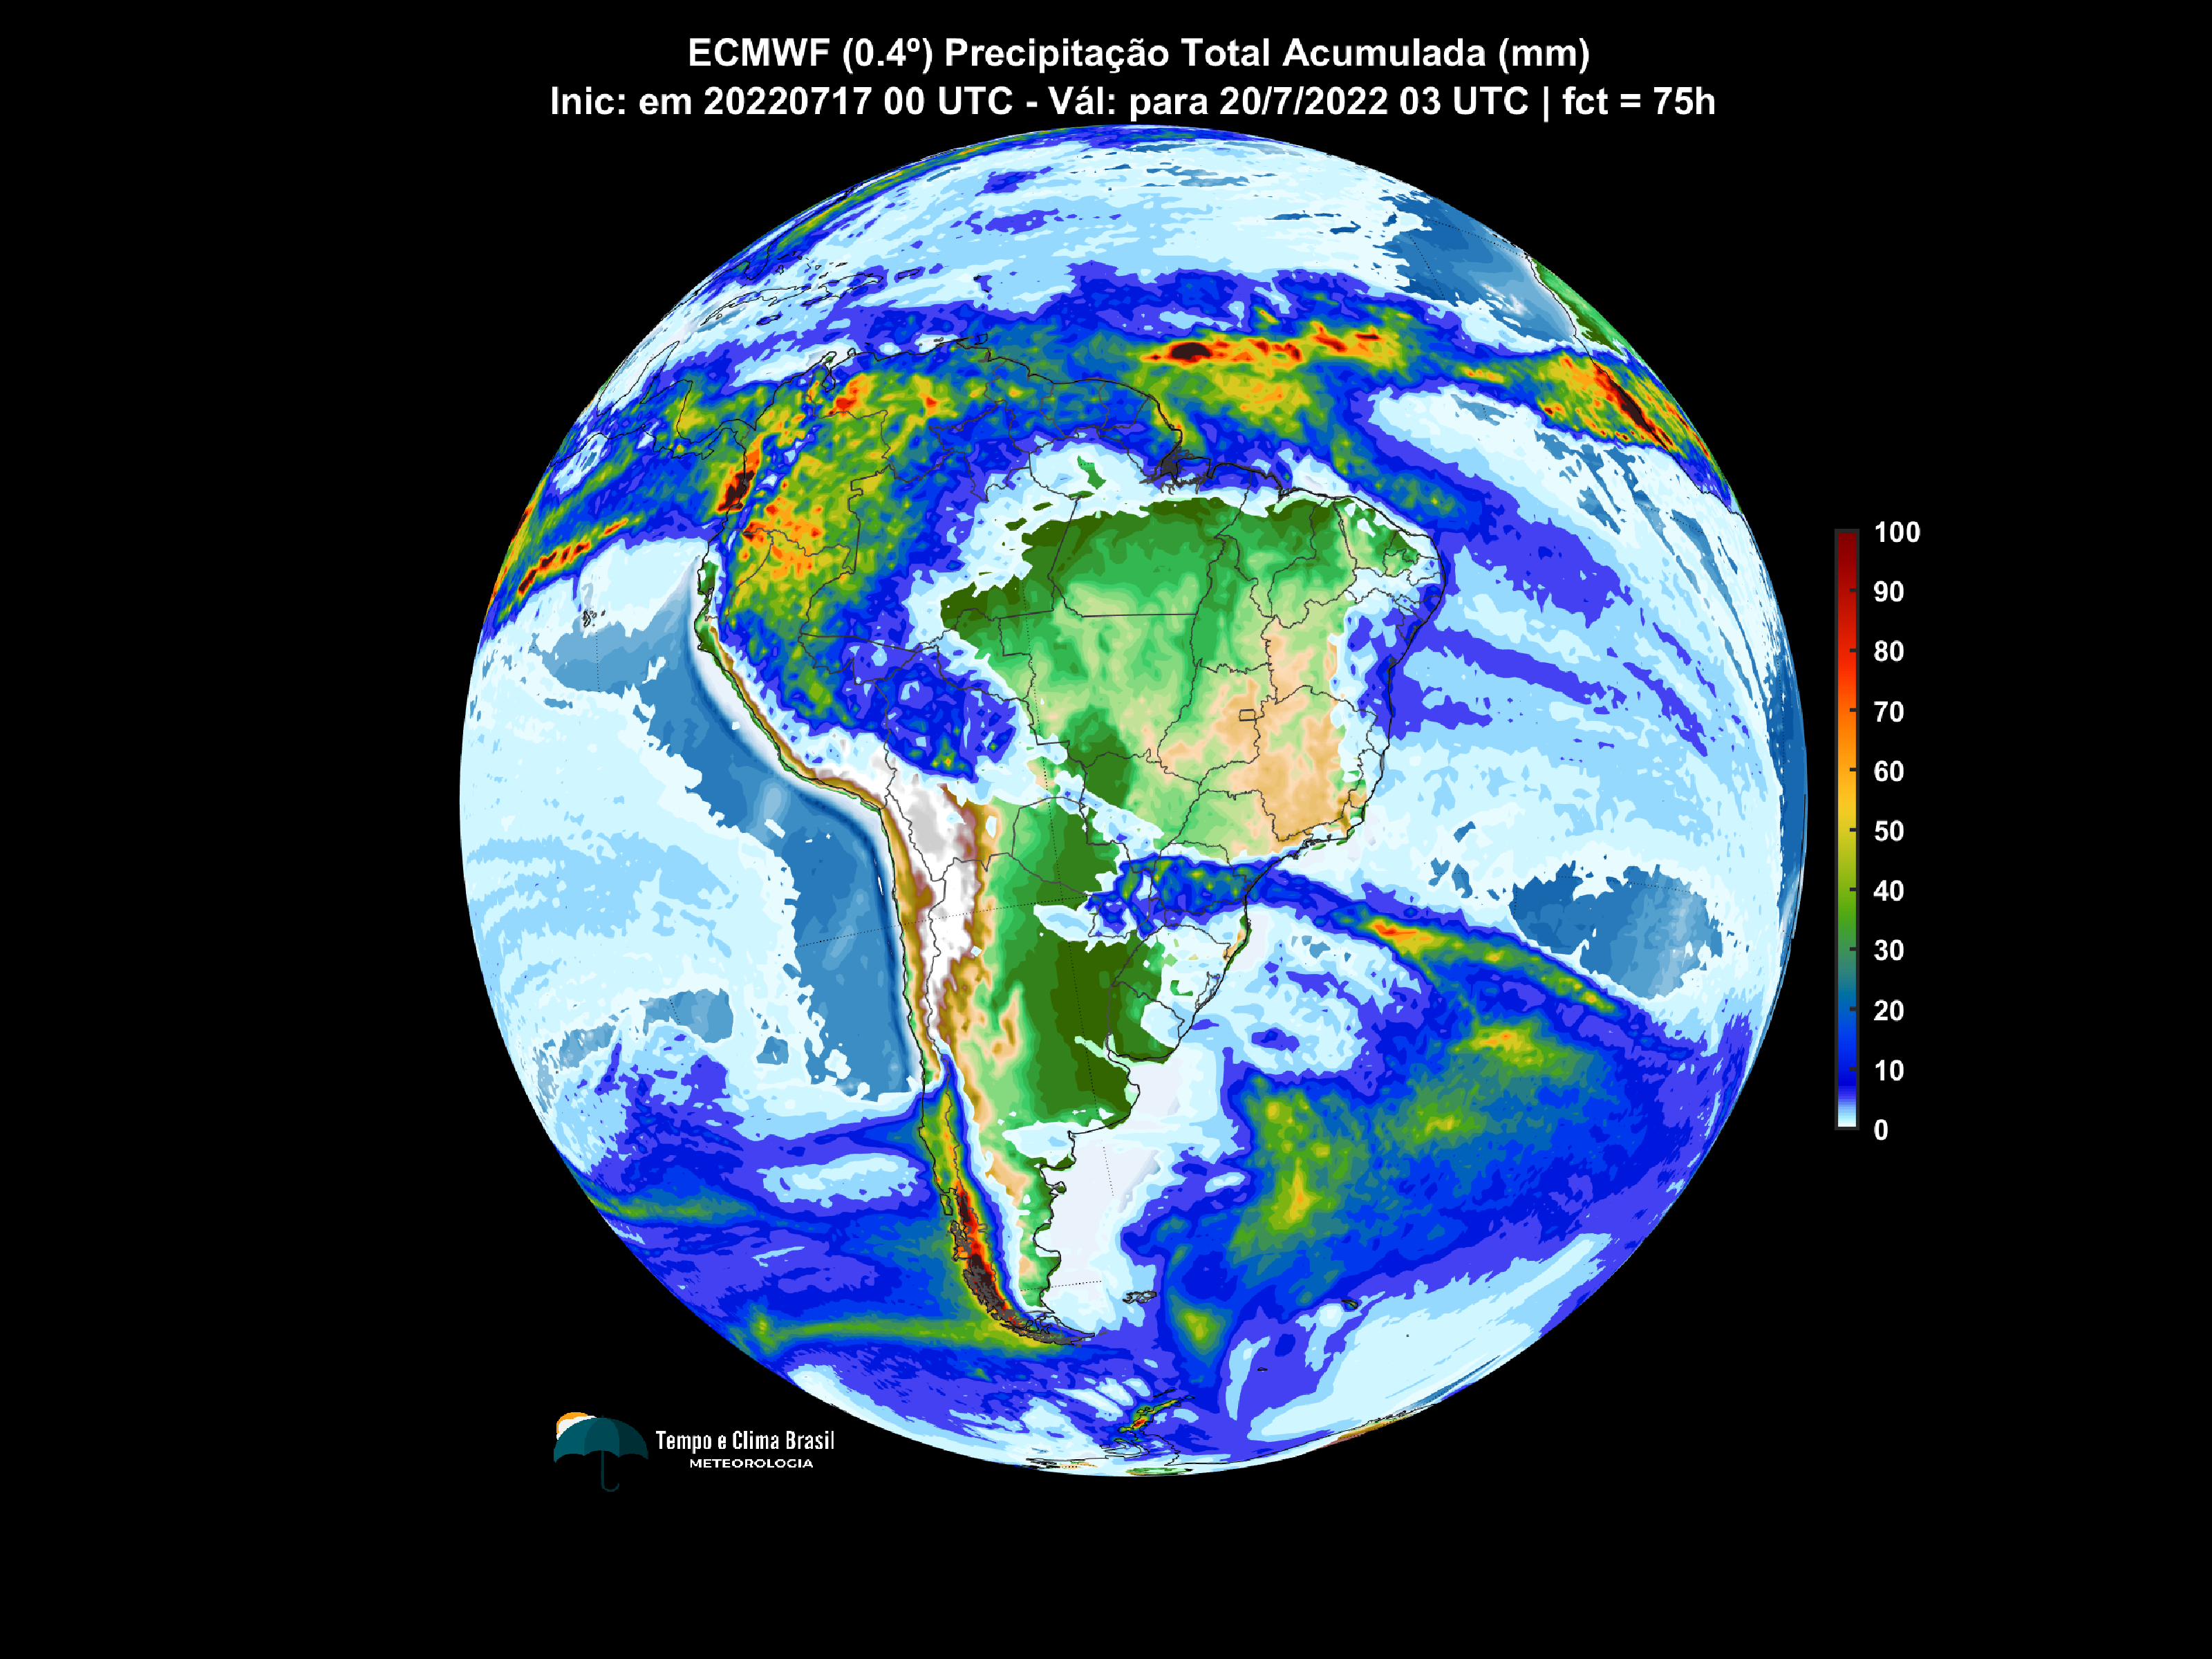 ECMWF (0.4º) Precipitação Total Acumulada (mm)
Inic: em 20220717 00 UTC - Vál: para 20/7/2022 03 UTC | fct = 75h
100
90
80
70
60
50
40
30
20
10
0
Tempo e Clima Brasil
METEOROLOGIA